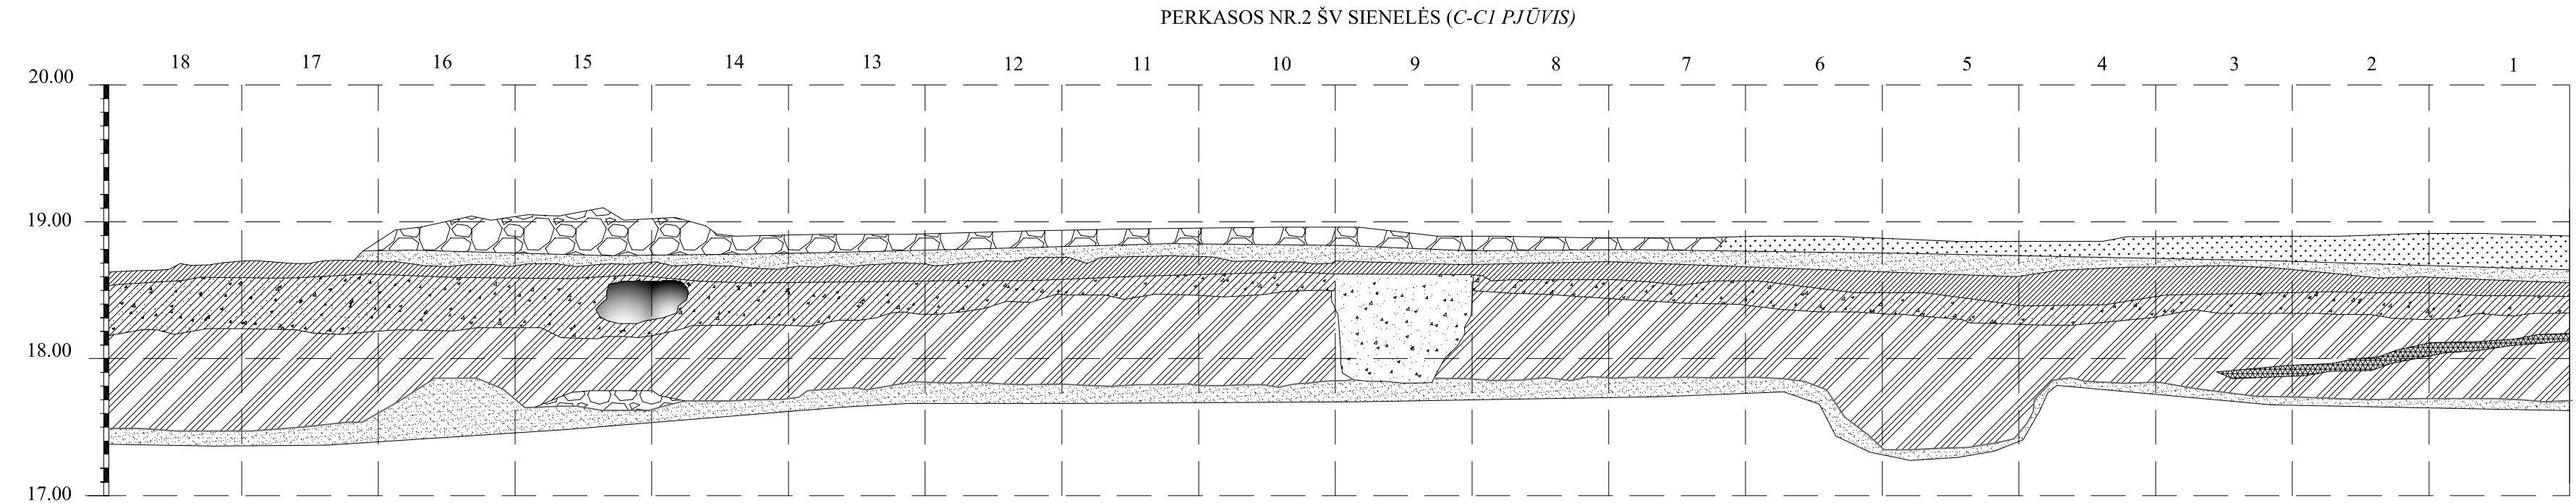 PERKASOS NR.2 ŠV SIENELĖS (C-C1 PJŪVIS)
18 17 16 15 14 13 12 11 10 9 8 7 6 5 4 3 2 1
20.00
19.00
18.00
17.00